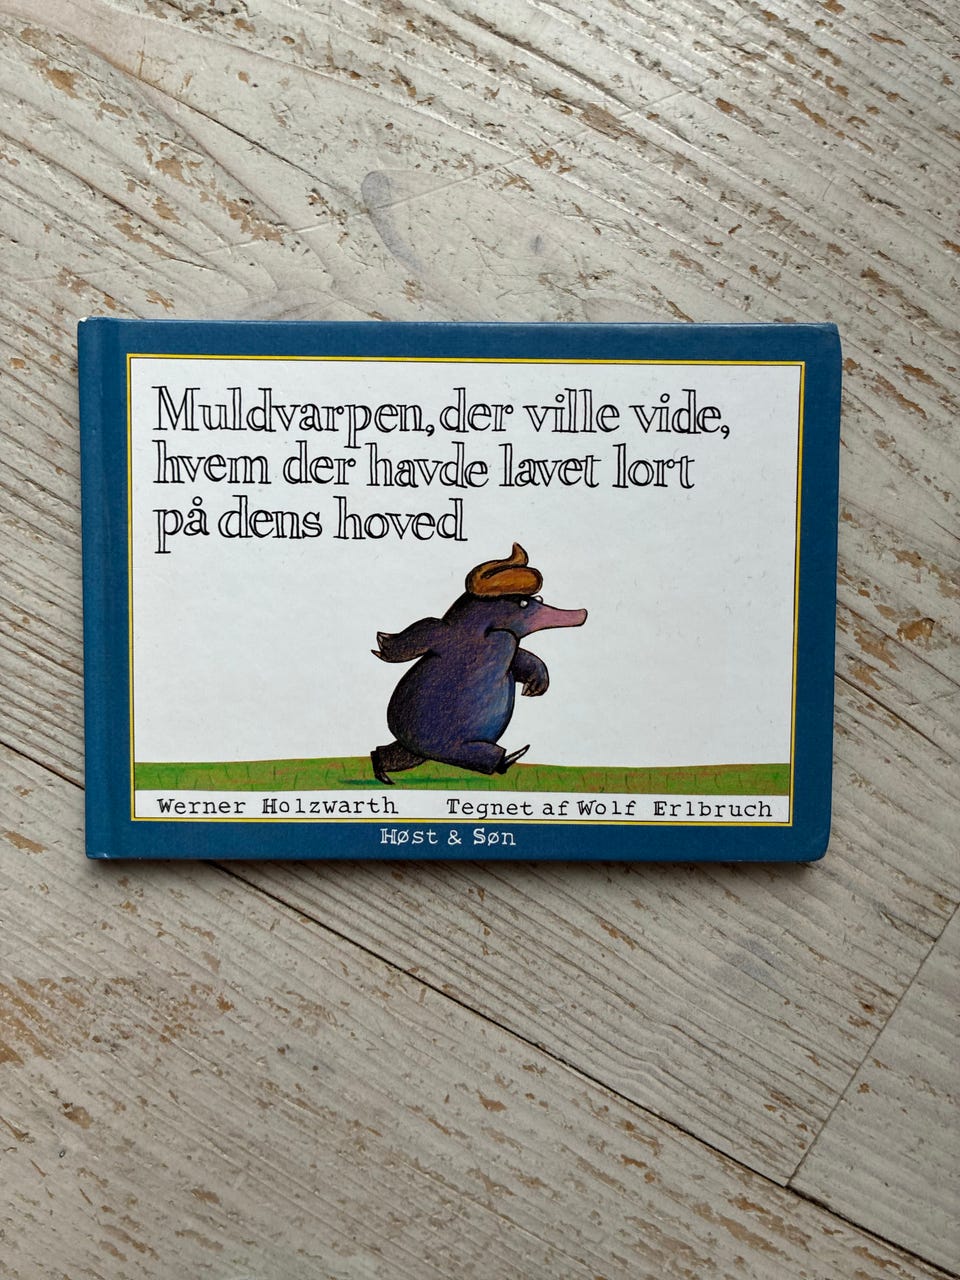 Muldvarpen, der ville vide,
hvem der havde lavet lort
på dens hoved
Werner Holzwarth Tegnet af Wolf Erlbruch
Høst & Søn